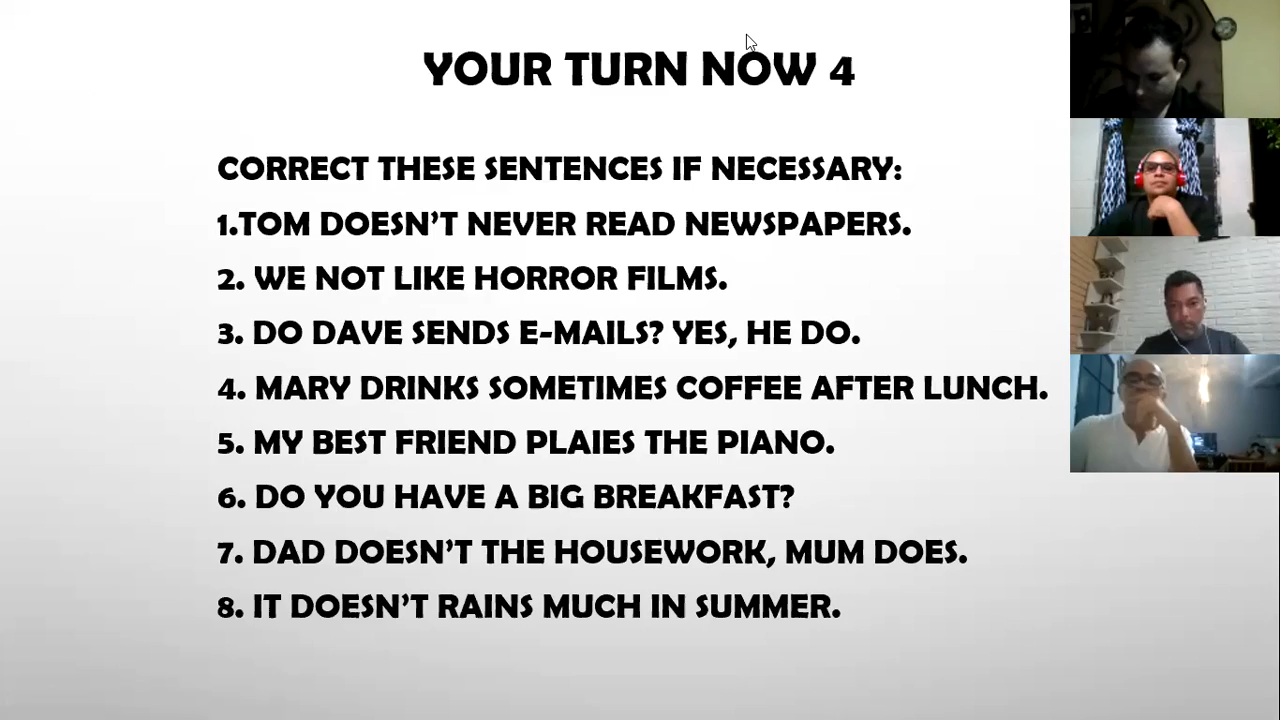 YOUR TURN NOW 4
CORRECT THESE SENTENCES IF NECESSARY:
1.TOM DOESN’T NEVER READ NEWSPAPERS.
2. WE NOT LIKE HORROR FILMS.
3. DO DAVE SENDS E-MAILS? YES, HE DO.
4. MARY DRINKS SOMETIMES COFFEE AFTER LUNCH.
5. MY BEST FRIEND PLAIES THE PIANO.
6. DO YOU HAVE A BIG BREAKFAST?
7. DAD DOESN’T THE HOUSEWORK, MUM DOES.
8. IT DOESN’T RAINS MUCH IN SUMMER.